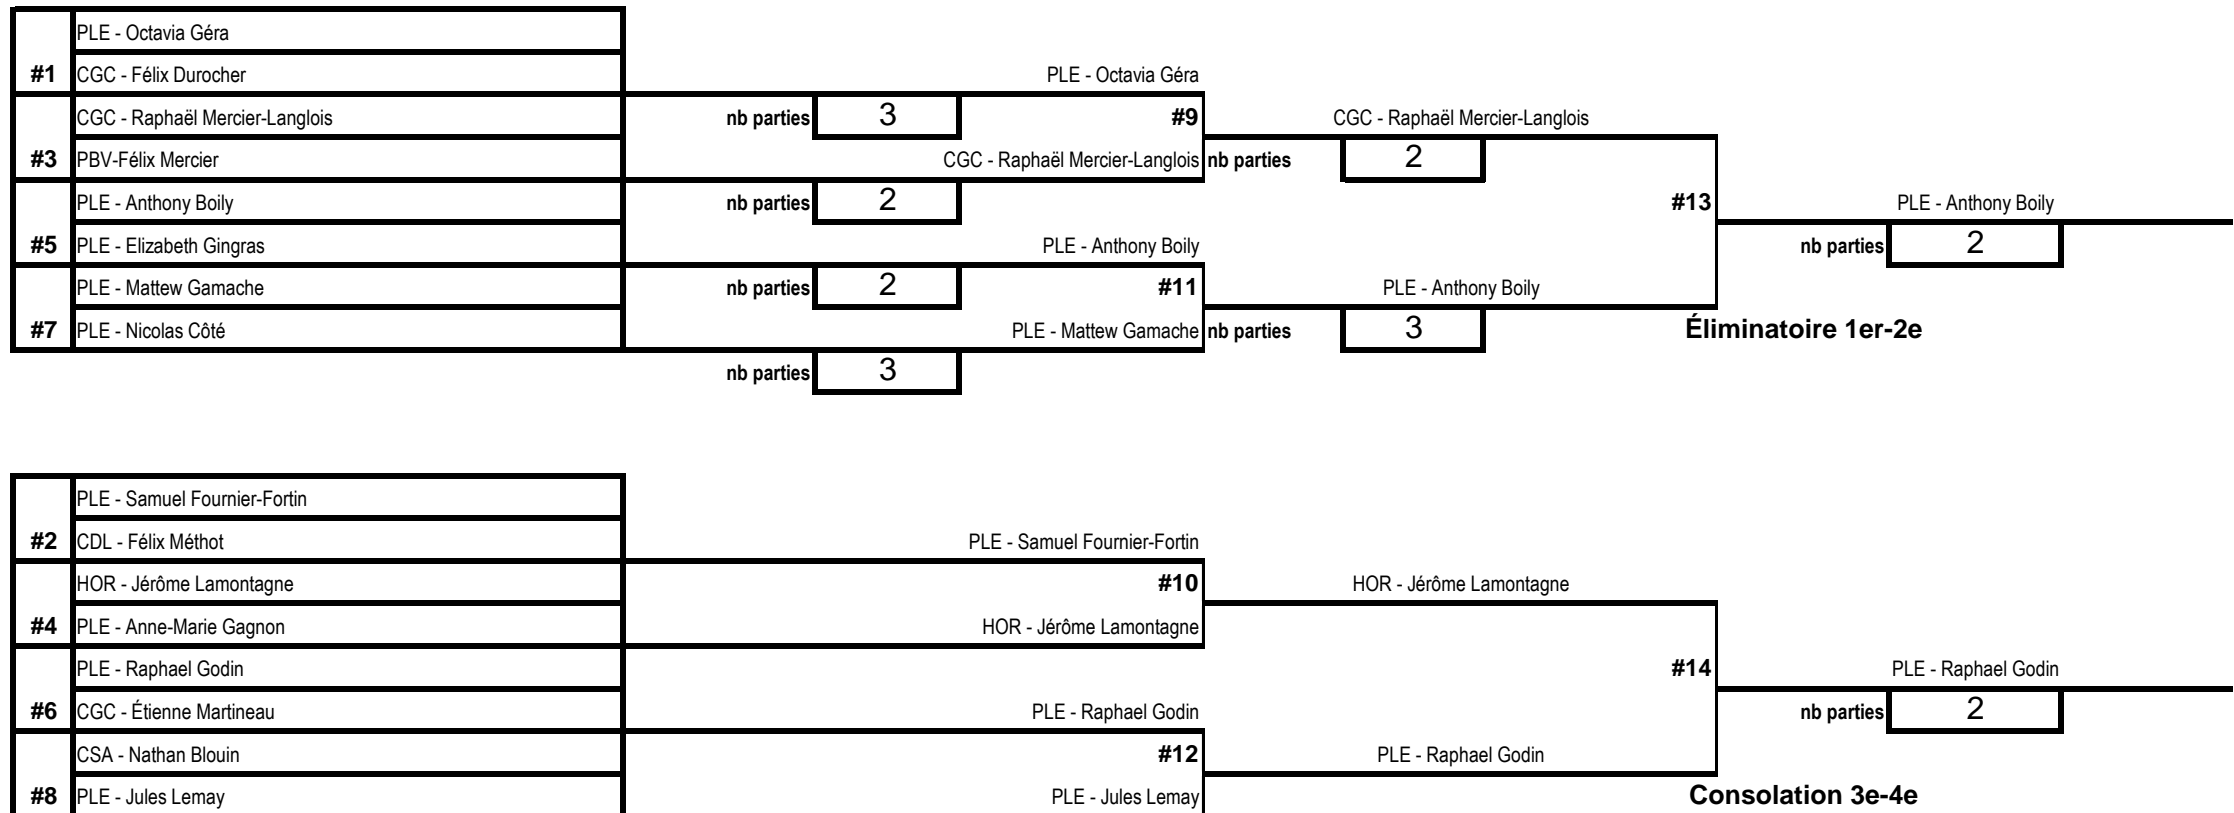 PLE - Octavia Géra
#1 CGC - Félix Durocher PLE - Octavia Géra
CGC - Raphaël Mercier-Langlois nb parties 3 #9 CGC - Raphaël Mercier-Langlois
#3 PBV-Félix Mercier CGC - Raphaël Mercier-Langlois nb parties 2
PLE - Anthony Boily nb parties 2 #13 PLE - Anthony Boily
#5 PLE - Elizabeth Gingras PLE - Anthony Boily nb parties 2
PLE - Mattew Gamache nb parties 2 #11 PLE - Anthony Boily
#7 PLE - Nicolas Côté PLE - Mattew Gamache nb parties 3 Éliminatoire 1er-2e
nb parties 3
PLE - Samuel Fournier-Fortin
#2 CDL - Félix Méthot PLE - Samuel Fournier-Fortin
HOR - Jérôme Lamontagne #10 HOR - Jérôme Lamontagne
#4 PLE - Anne-Marie Gagnon HOR - Jérôme Lamontagne
PLE - Raphael Godin #14 PLE - Raphael Godin
#6 CGC - Étienne Martineau PLE - Raphael Godin nb parties 2
CSA - Nathan Blouin #12 PLE - Raphael Godin
#8 PLE - Jules Lemay PLE - Jules Lemay Consolation 3e-4e